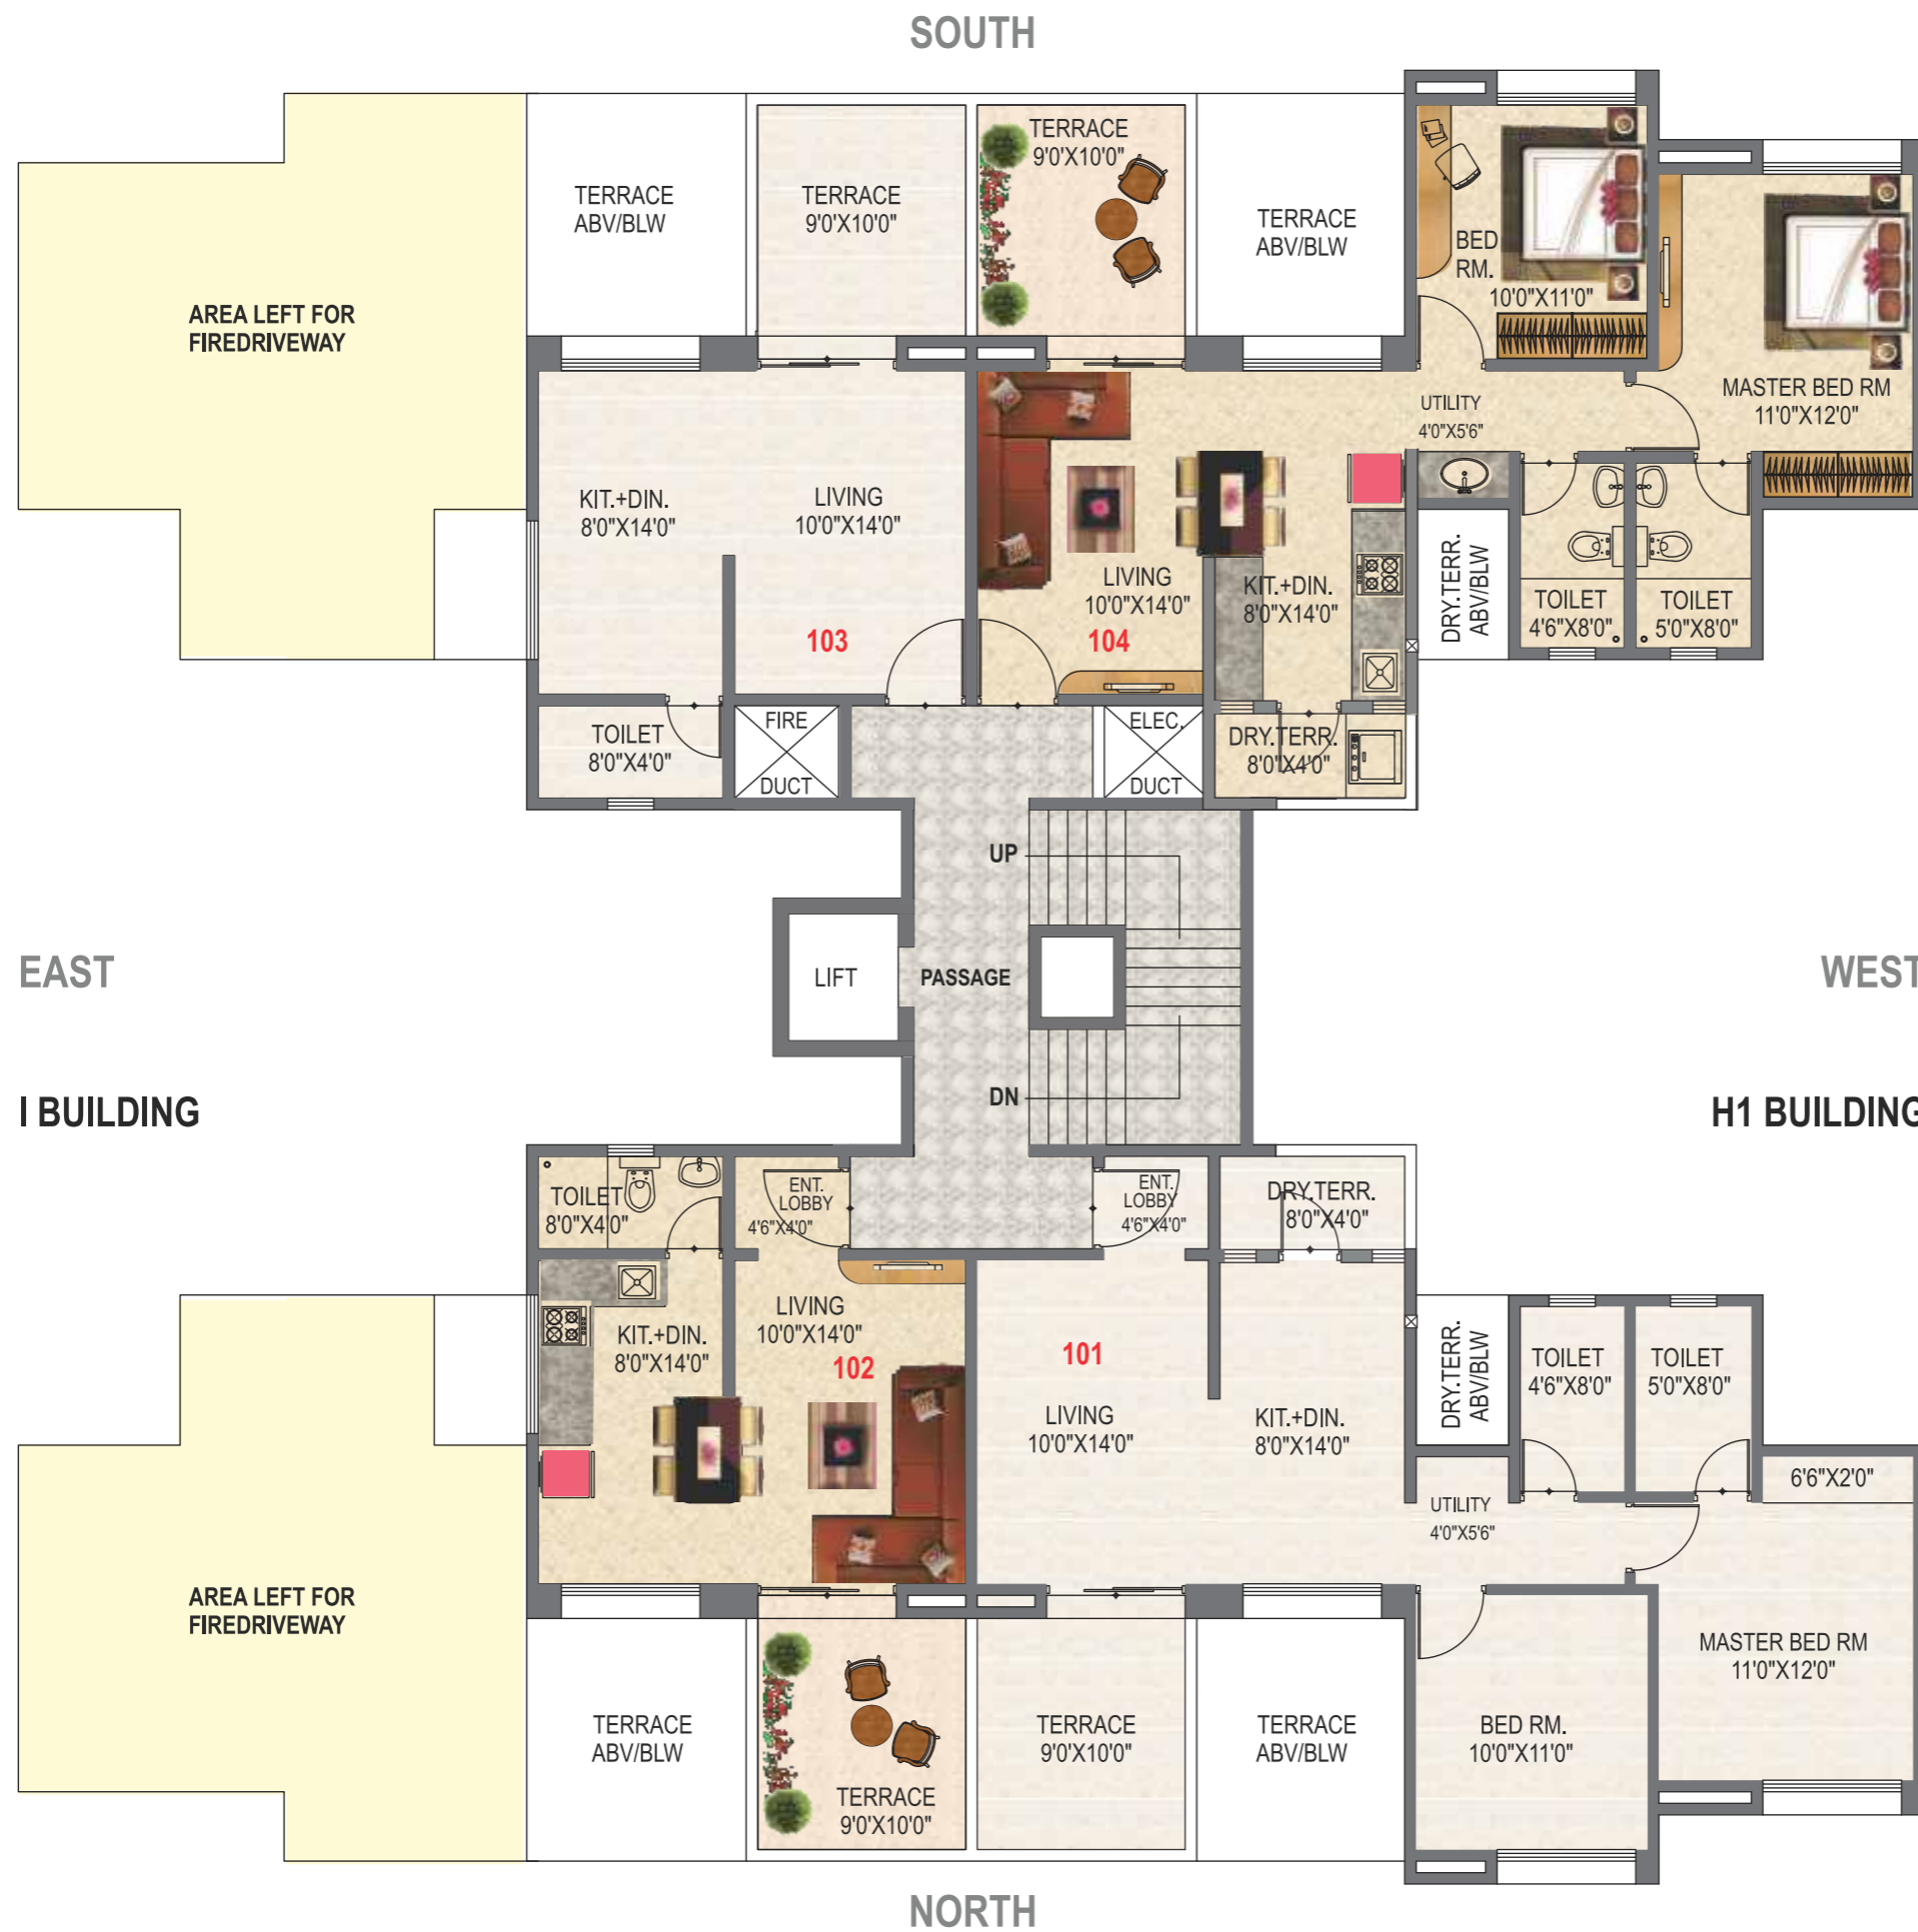 SOUTH
TERRACE
9'0"X10'0"
TERRACE
ABV/BLW
TERRACE
9'0"X10'0"
TERRACE
ABV/BLW
BED
RM.
10'0"X11'0"
AREA LEFT FOR
FIREDRIVEWAY
MASTER BED RM
11'0"X12'0"
UTILITY
4'0"X5'6"
KIT.+DIN.
8'0"X14'0"
LIVING
10'0"X14'0"
103
LIVING
10'0"X14'0"
104
KIT.+DIN.
8'0"X14'0"
DRY.TERR.
ABV/BLW
TOILET
4'6"X8'0"
TOILET
5'0"X8'0"
TOILET
8'0"X4'0"
FIRE
DUCT
ELEC.
DUCT
DRY.TERR.
8'0"X4'0"
UP
EAST
LIFT
PASSAGE
WEST
DN
I BUILDING
H1 BUILDING
TOILET
8'0"X4'0"
ENT.
LOBBY
4'6"X4'0"
ENT.
LOBBY
4'6"X4'0"
DRY.TERR.
8'0"X4'0"
LIVING
10'0"X14'0"
102
KIT.+DIN.
8'0"X14'0"
101
LIVING
10'0"X14'0"
KIT.+DIN.
8'0"X14'0"
DRY.TERR.
ABV/BLW
TOILET
4'6"X8'0"
TOILET
5'0"X8'0"
6'6"X2'0"
UTILITY
4'0"X5'6"
AREA LEFT FOR
FIREDRIVEWAY
MASTER BED RM
11'0"X12'0"
TERRACE
ABV/BLW
TERRACE
9'0"X10'0"
TERRACE
9'0"X10'0"
TERRACE
ABV/BLW
BED RM.
10'0"X11'0"
NORTH